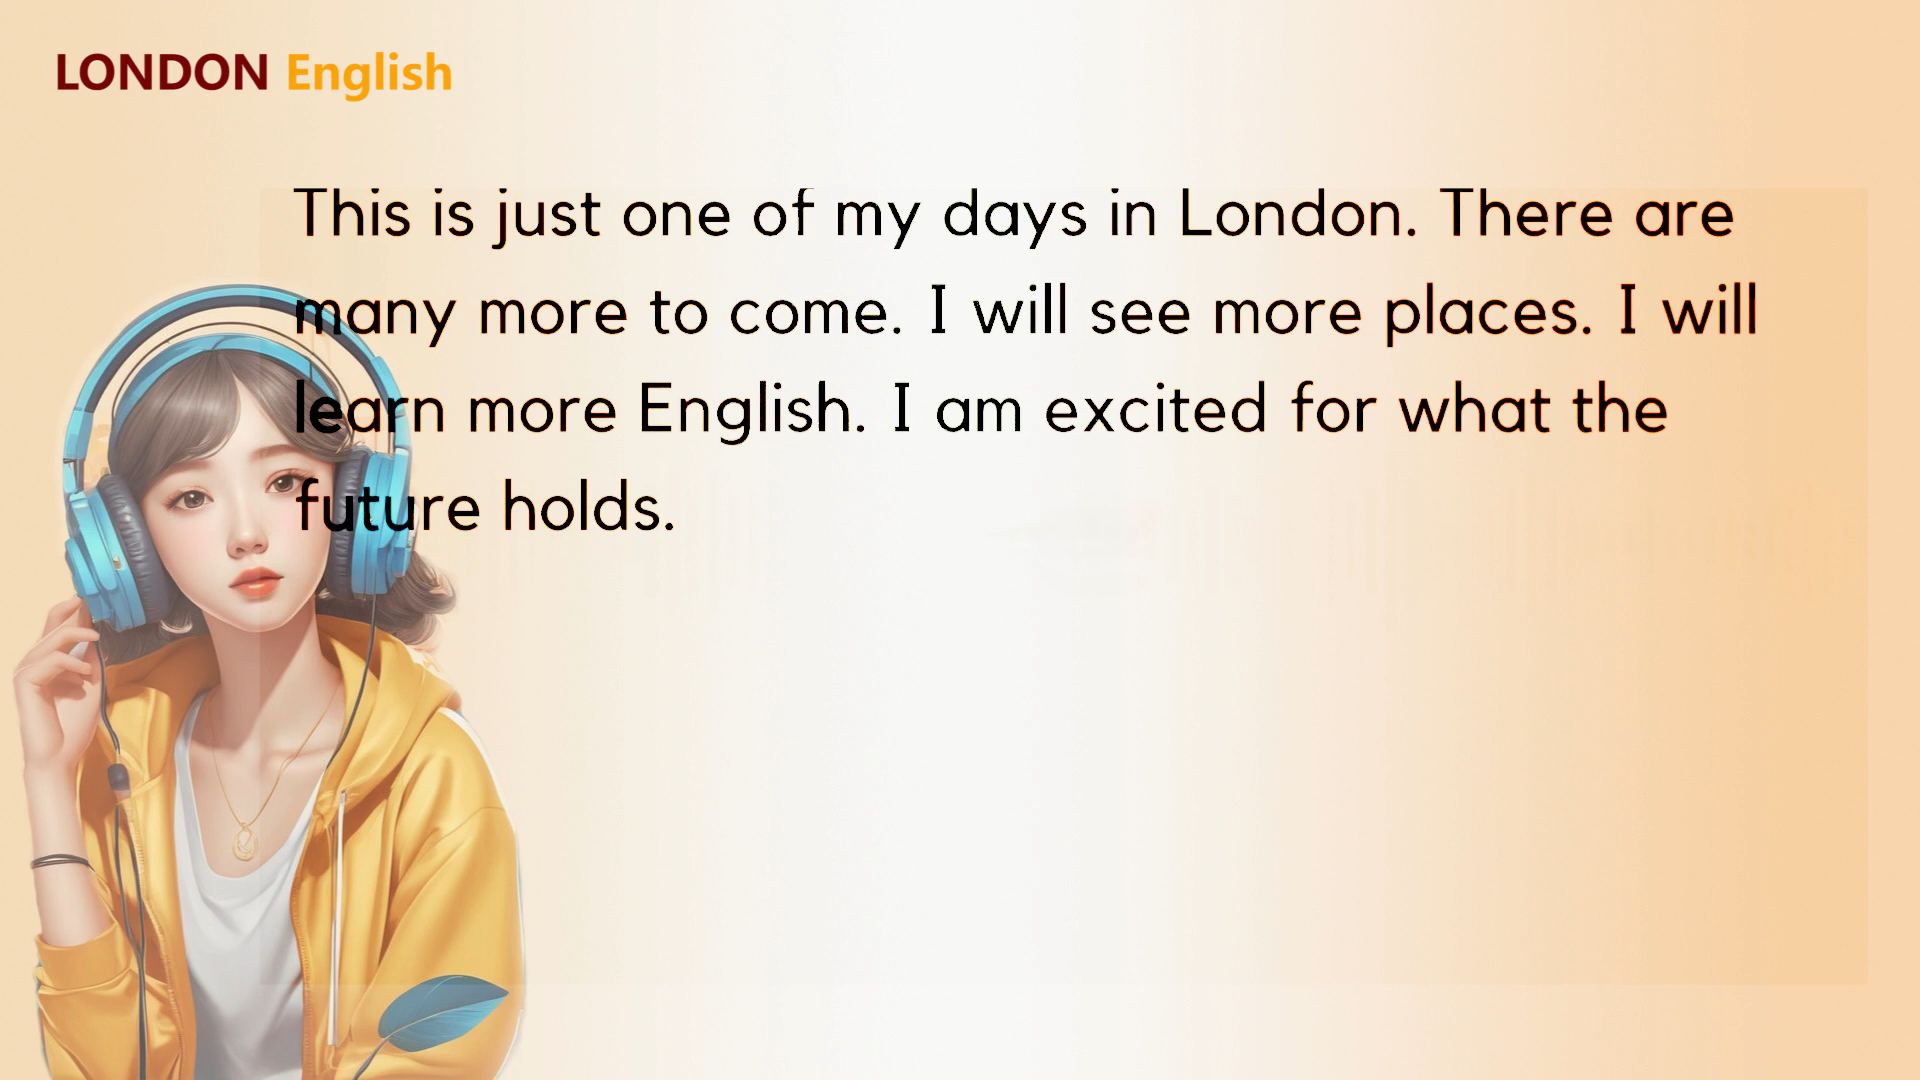 LONDON English
This is just one of my days in London. There are
many more to come. I will see more places. I will
learn more English. I am excited for what the
future holds.